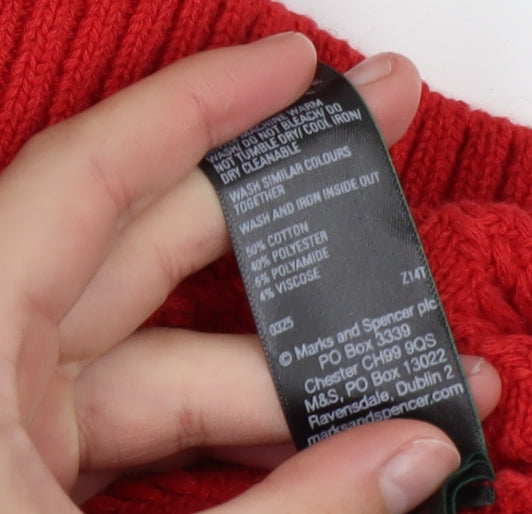 MACHINE WARM
WASH/ DO NOT BLEACH/ DO
NOT TUMBLE DRY/ COOL IRON/
DRY CLEANABLE
WASH SIMILAR COLOURS
TOGETHER
WASH AND IRON INSIDE OUT
50% COTTON
40% POLYESTER
6% POLYAMIDE
4% VISCOSE
Z14T
0325
© Marks and Spencer plc
PO Box 3339
Chester CH99 9QS
M&S, PO Box 13022
Ravensdale, Dublin 2
marksandspencer.com